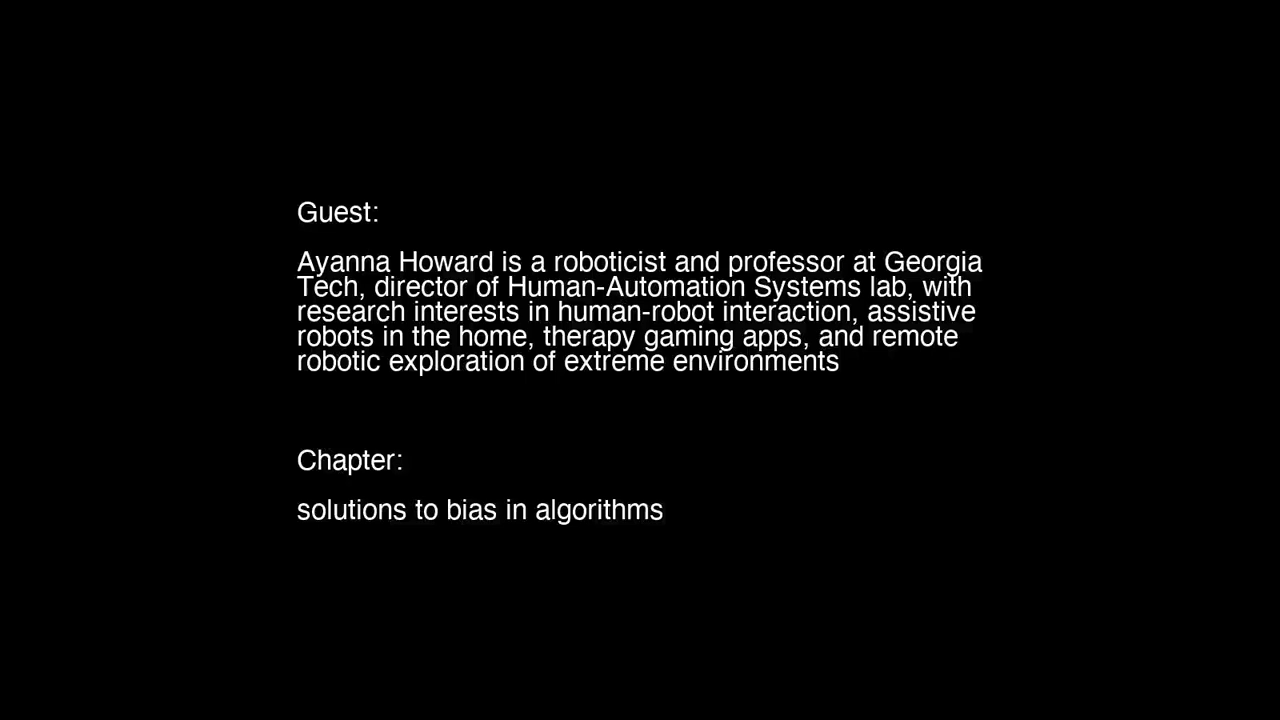 Guest:
Ayanna Howard is a roboticist and professor at Georgia
Tech, director of Human-Automation Systems lab, with
research interests in human-robot interaction, assistive
robots in the home, therapy gaming apps, and remote
robotic exploration of extreme environments
Chapter:
solutions to bias in algorithms